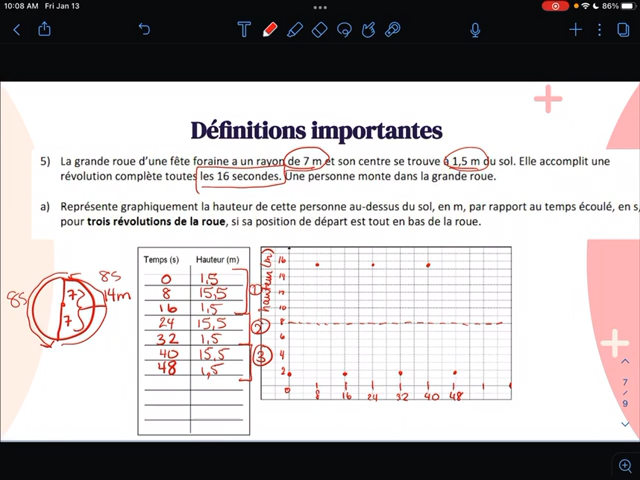 10:08 AM Fri Jan 13
86%
Définitions importantes
5) La grande roue d'une fête foraine a un rayon de 7 m et son centre se trouve à 1,5 m du sol. Elle accomplit une
révolution complète toutes les 16 secondes. Une personne monte dans la grande roue.
a) Représente graphiquement la hauteur de cette personne au-dessus du sol, en m, par rapport au temps écoulé, en s,
pour trois révolutions de la roue, si sa position de départ est tout en bas de la roue.
Temps (s) Hauteur (m)
0 1,5
8 15,5
16 1,5
24 15,5
32 1,5
40 15,5
48 1,5
1
2
3
8s
8s
7
7
14m
hauteur (m)
16
14
12
10
8
6
4
2
0
8 16 24 32 40 48
7
9